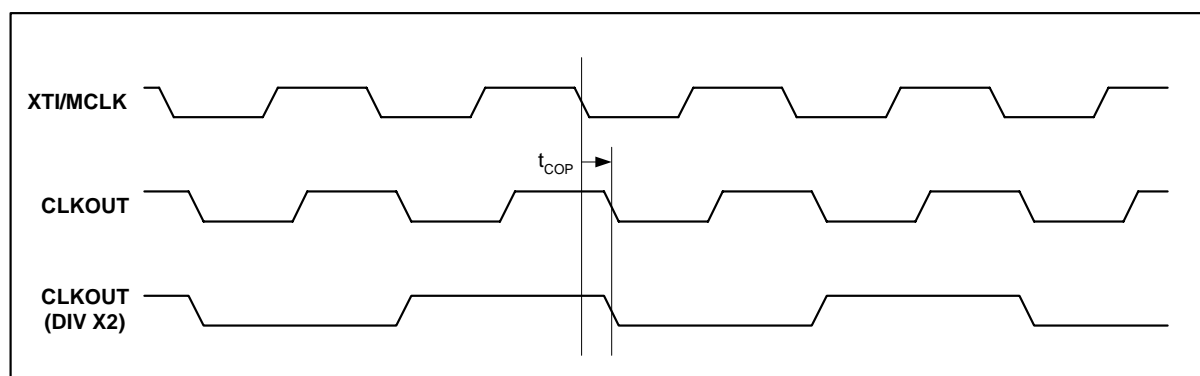 XTI/MCLK
tCOP
CLKOUT
CLKOUT
(DIV X2)